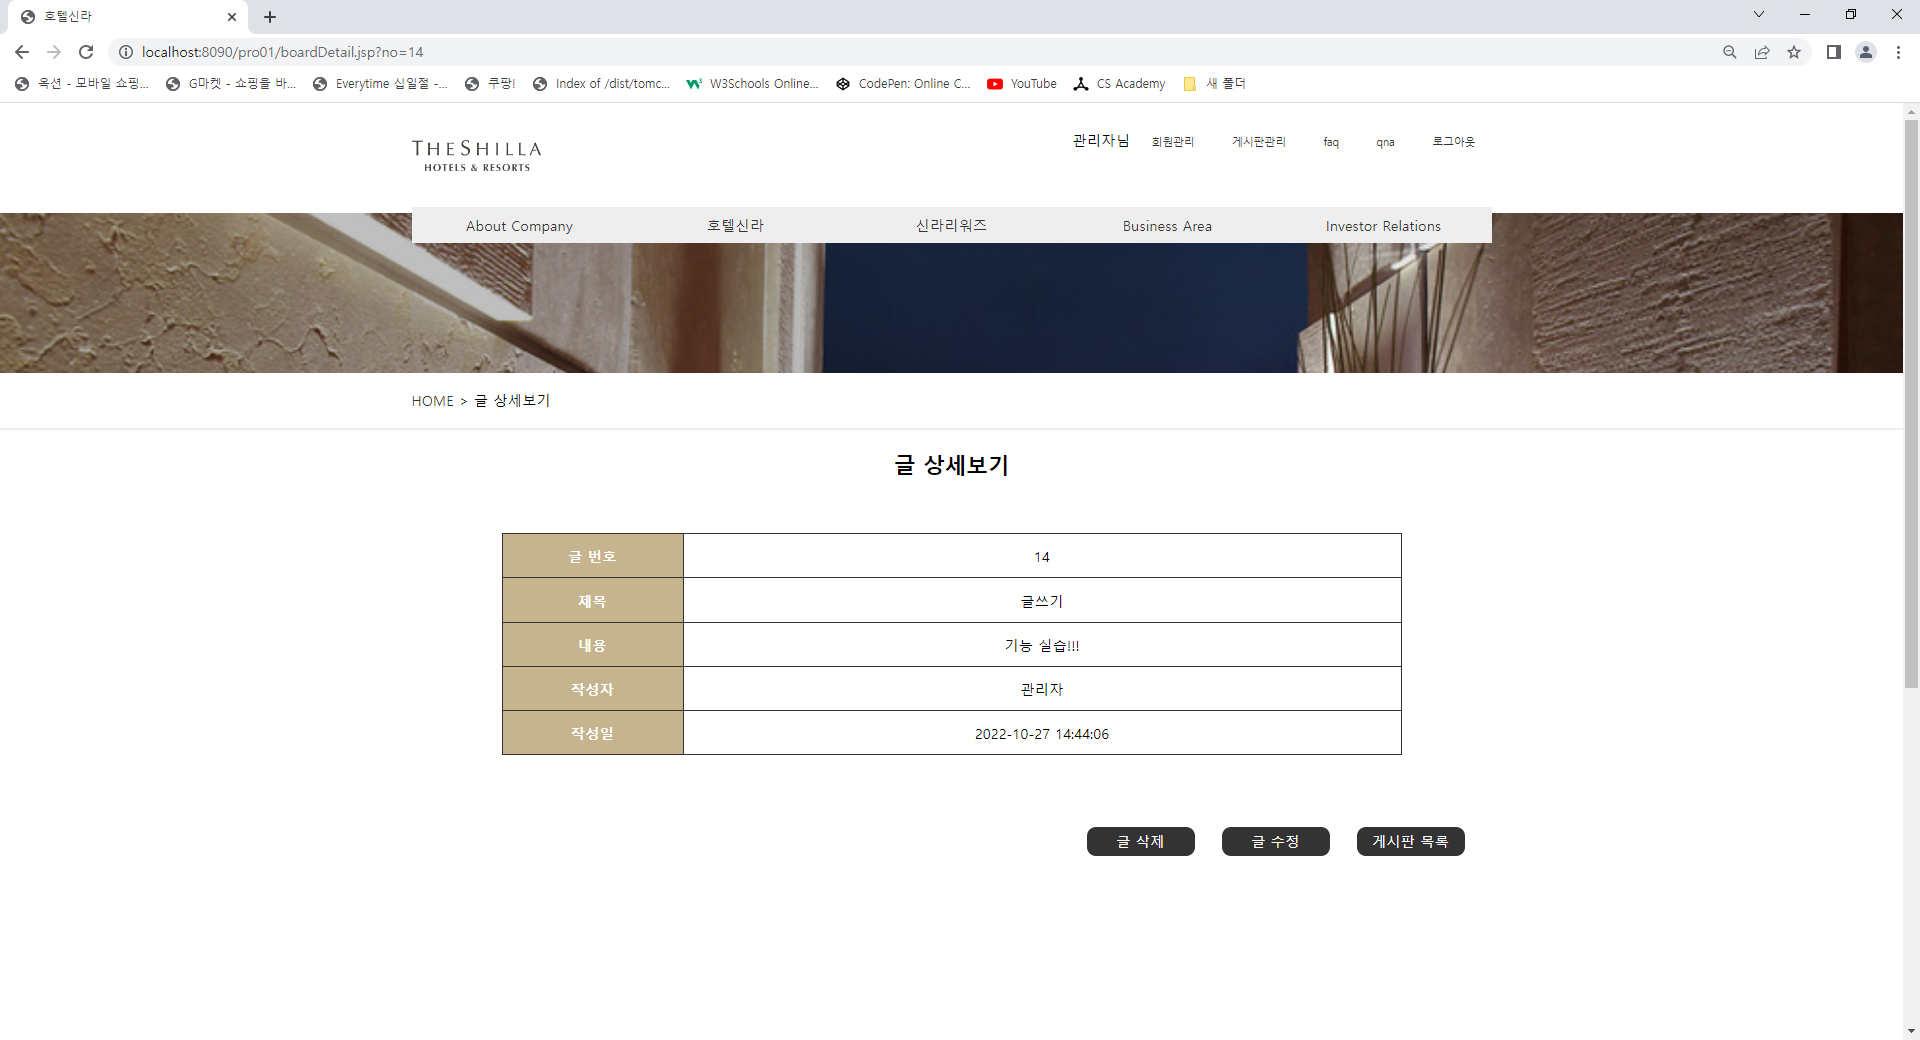 호텔신라
localhost:8090/pro01/boardDetail.jsp?no=14
옥션 - 모바일 쇼핑... G마켓 - 쇼핑을 바... Everytime 십일절 -... 쿠팡! Index of /dist/tomc... W3Schools Online... CodePen: Online C... YouTube CS Academy 새 폴더
THE SHILLA
HOTELS & RESORTS
관리자님 회원관리 게시판관리 faq qna 로그아웃
About Company 호텔신라 신라리워즈 Business Area Investor Relations
HOME > 글 상세보기
글 상세보기
글 번호 14
제목 글쓰기
내용 기능 실습!!!
작성자 관리자
작성일 2022-10-27 14:44:06
글 삭제 글 수정 게시판 목록